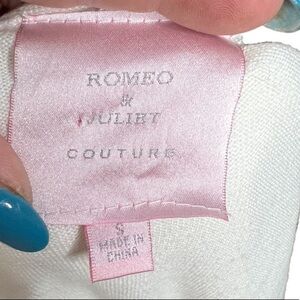 ROMEO
&
JULIET
COUTURE
S
MADE IN
CHINA